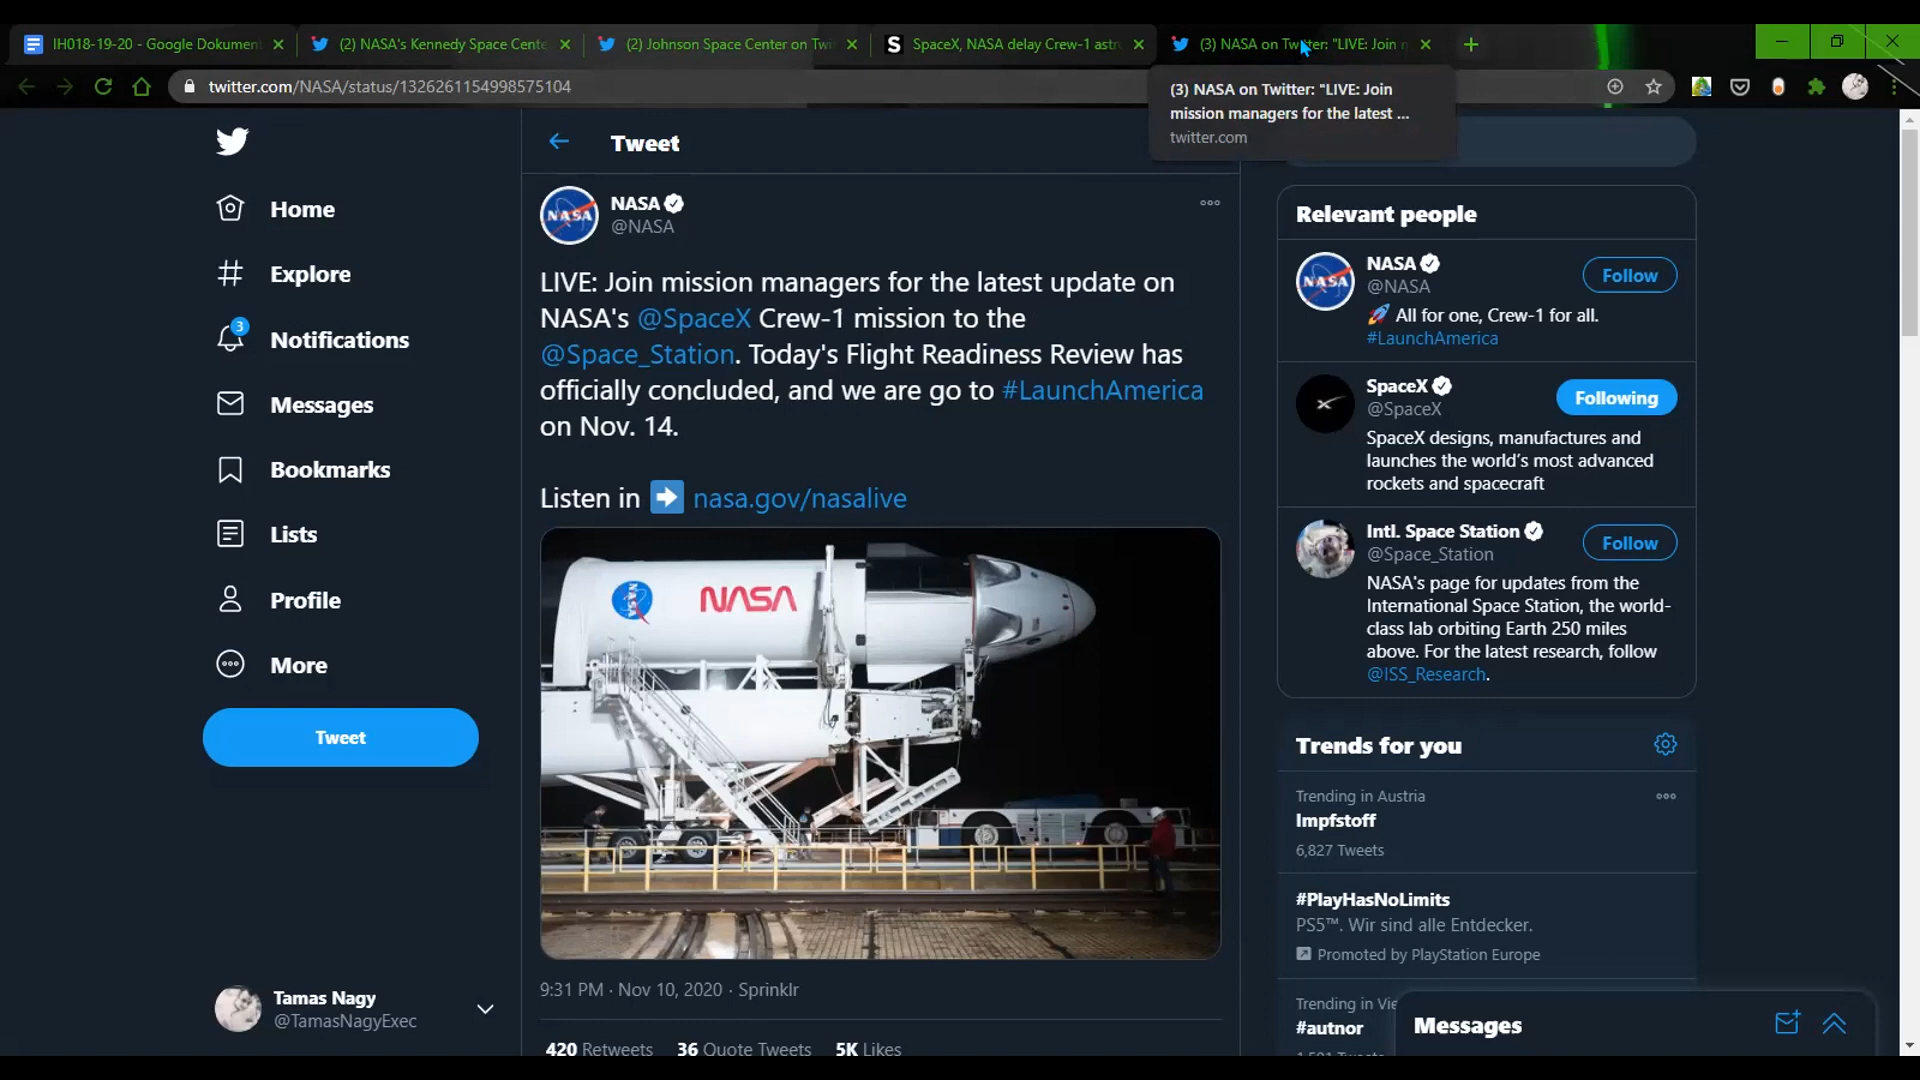 IH018-19-20 - Google Dokument
(2) NASA's Kennedy Space Cente
(2) Johnson Space Center on Twi
SpaceX, NASA delay Crew-1 astro
(3) NASA on Twitter: "LIVE: Join m
twitter.com/NASA/status/1326261154998575104
(3) NASA on Twitter: "LIVE: Join
mission managers for the latest ...
twitter.com
Home
Explore
3
Notifications
Messages
Bookmarks
Lists
Profile
More
Tweet
Tamas Nagy
@TamasNagyExec
Tweet
NASA
NASA
@NASA
LIVE: Join mission managers for the latest update on
NASA's @SpaceX Crew-1 mission to the
@Space_Station. Today's Flight Readiness Review has
officially concluded, and we are go to #LaunchAmerica
on Nov. 14.
Listen in ➡ nasa.gov/nasalive
NASA
NASA
9:31 PM · Nov 10, 2020 · Sprinklr
420 Retweets 36 Quote Tweets 5K Likes
Relevant people
NASA
NASA
@NASA
Follow
🚀 All for one, Crew-1 for all.
#LaunchAmerica
SpaceX
@SpaceX
Following
SpaceX designs, manufactures and
launches the world's most advanced
rockets and spacecraft
Intl. Space Station
@Space_Station
Follow
NASA's page for updates from the
International Space Station, the world-
class lab orbiting Earth 250 miles
above. For the latest research, follow
@ISS_Research.
Trends for you
Trending in Austria
Impfstoff
6,827 Tweets
#PlayHasNoLimits
PS5™. Wir sind alle Entdecker.
Promoted by PlayStation Europe
Trending in Vie
#autnor
Messages